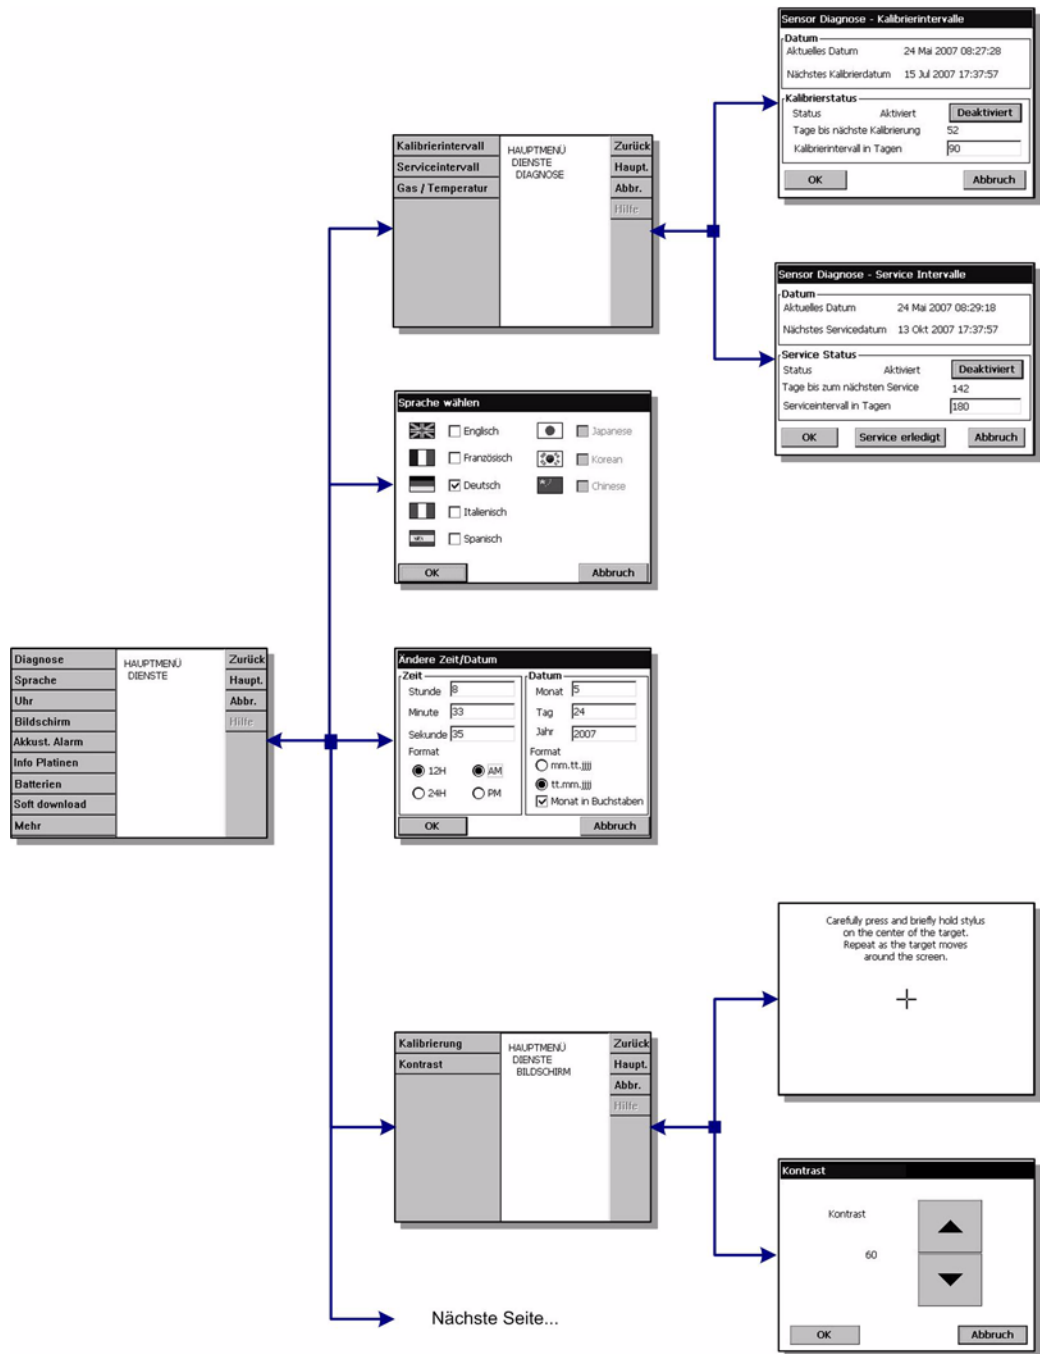 Sensor Diagnose - Kalibrierintervalle
Datum
Aktuelles Datum 24 Mai 2007 08:27:28
Nächstes Kalibrierdatum 15 Jul 2007 17:37:57
Kalibrierstatus
Status Aktiviert Deaktiviert
Tage bis nächste Kalibrierung 52
Kalibrierintervall in Tagen 90
OK Abbruch
Kalibrierintervall HAUPTMENÜ Zurück
Serviceintervall DIENSTE Haupt.
Gas / Temperatur DIAGNOSE Abbr.
Hilfe
Sensor Diagnose - Service Intervalle
Datum
Aktuelles Datum 24 Mai 2007 08:29:18
Nächstes Servicedatum 13 Okt 2007 17:37:57
Service Status
Status Aktiviert Deaktiviert
Tage bis zum nächsten Service 142
Serviceintervall in Tagen 180
OK Service erledigt Abbruch
Sprache wählen
Englisch Japanese
Französisch Korean
Deutsch Chinese
Italienisch
Spanisch
OK Abbruch
Diagnose HAUPTMENÜ Zurück
Sprache DIENSTE Haupt.
Uhr Abbr.
Bildschirm Hilfe
Akkust. Alarm
Info Platinen
Batterien
Soft download
Mehr
Ändere Zeit/Datum
Zeit Datum
Stunde 8 Monat 5
Minute 33 Tag 24
Sekunde 35 Jahr 2007
Format Format
12H AM mm.tt.jjjj
24H PM tt.mm.jjjj
Monat in Buchstaben
OK Abbruch
Carefully press and briefly hold stylus
on the center of the target.
Repeat as the target moves
around the screen.
Kalibrierung HAUPTMENÜ Zurück
Kontrast DIENSTE Haupt.
BILDSCHIRM Abbr.
Hilfe
Kontrast
Kontrast
60
OK Abbruch
Nächste Seite...